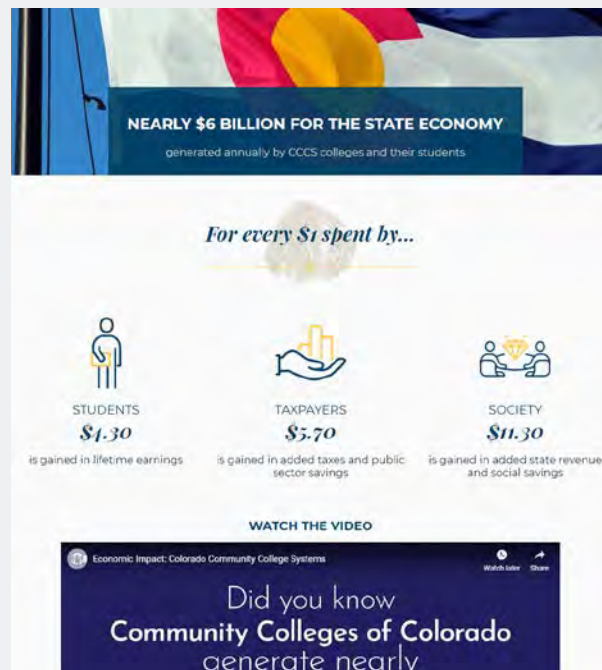 NEARLY $6 BILLION FOR THE STATE ECONOMY
generated annually by CCCS colleges and their students
For every $1 spent by...
STUDENTS
$4.30
is gained in lifetime earnings
TAXPAYERS
$5.70
is gained in added taxes and public
sector savings
SOCIETY
$11.30
is gained in added state revenue
and social savings
WATCH THE VIDEO
Economic Impact: Colorado Community College Systems
Watch later
Share
Did you know
Community Colleges of Colorado
generate nearly